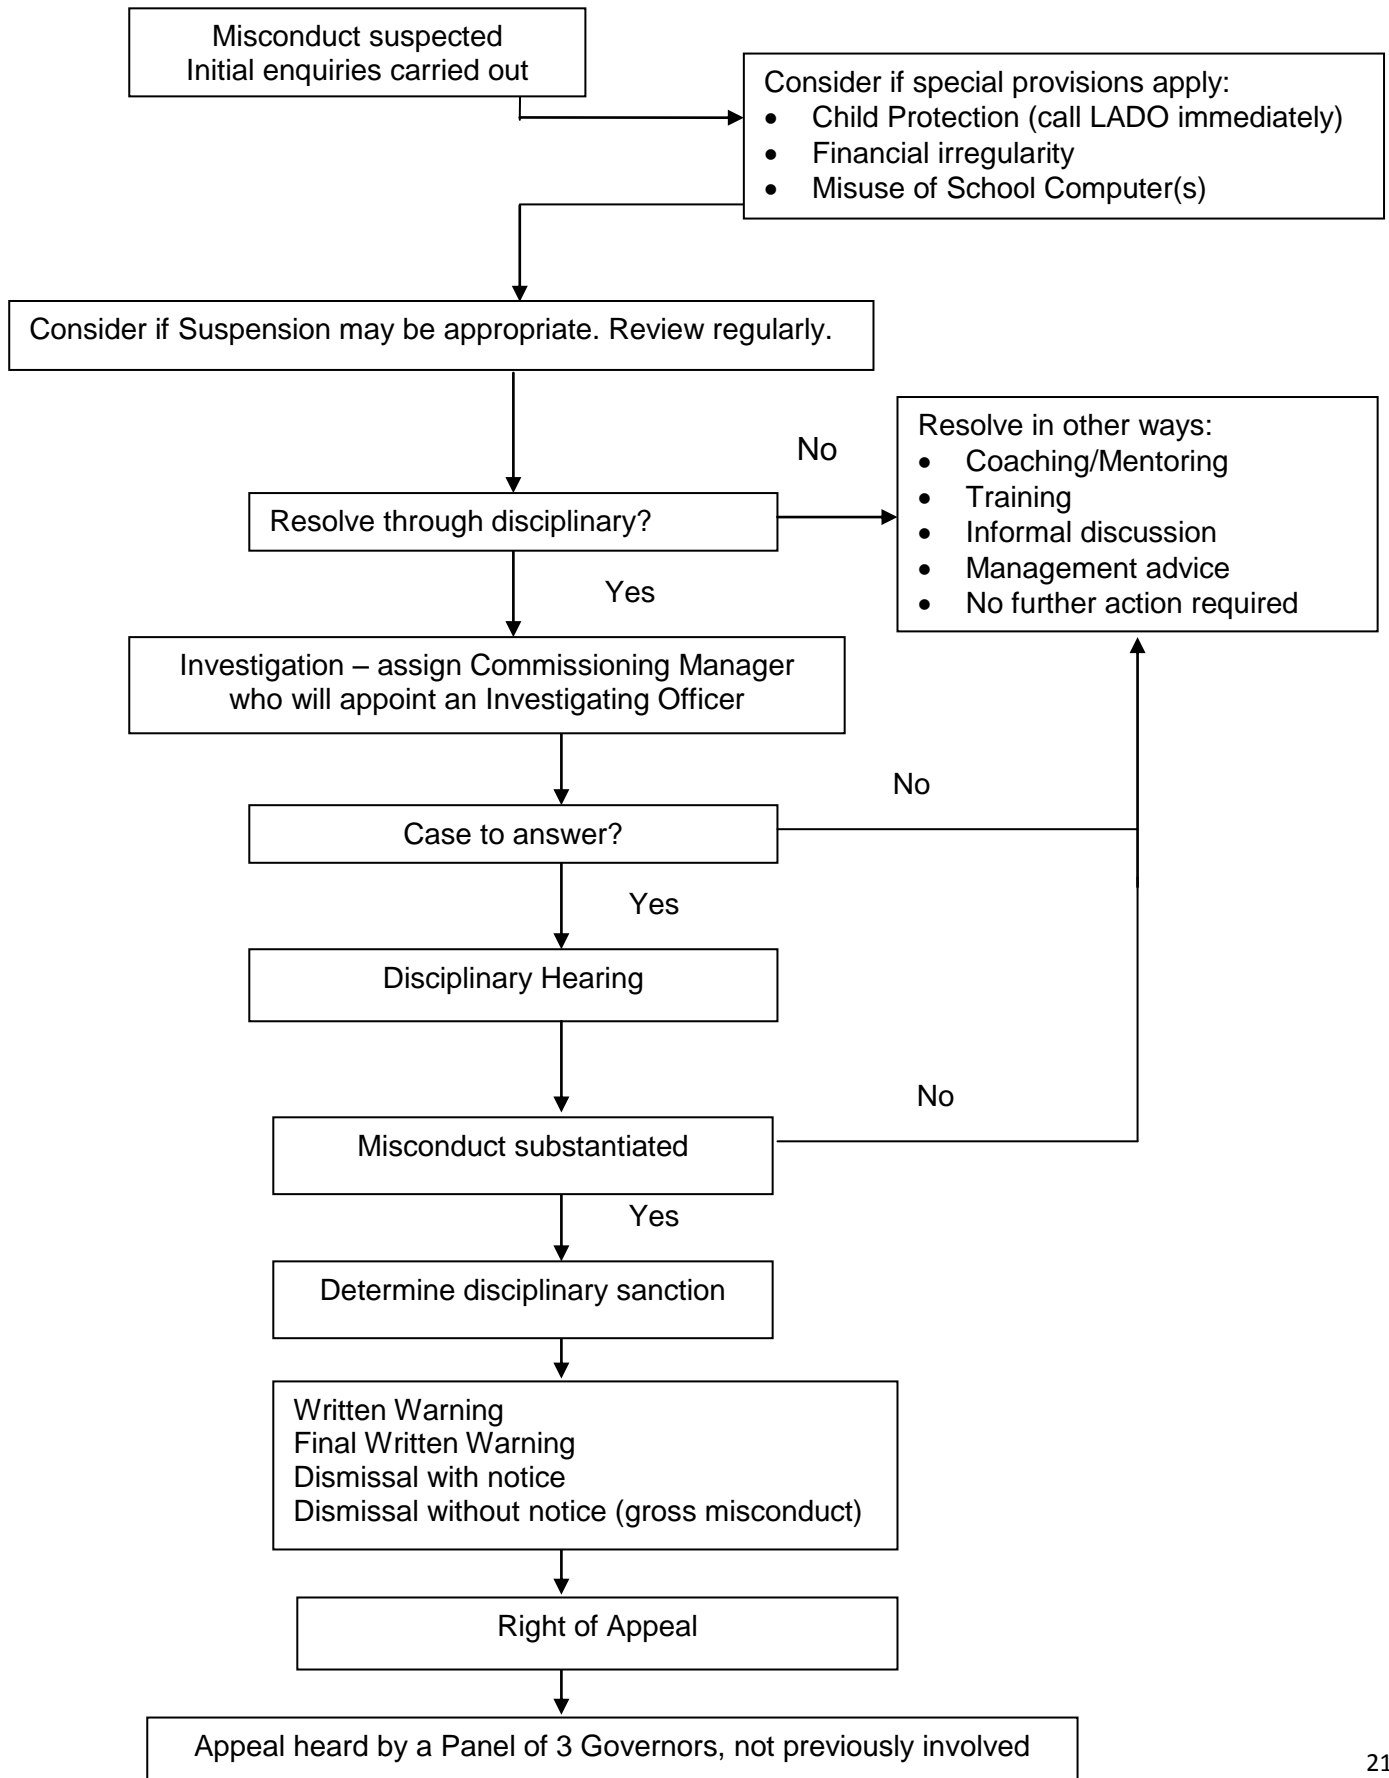 Misconduct suspected
Initial enquiries carried out
Consider if special provisions apply:
• Child Protection (call LADO immediately)
• Financial irregularity
• Misuse of School Computer(s)
Consider if Suspension may be appropriate. Review regularly.
No
Resolve in other ways:
• Coaching/Mentoring
• Training
• Informal discussion
• Management advice
• No further action required
Resolve through disciplinary?
Yes
Investigation – assign Commissioning Manager
who will appoint an Investigating Officer
No
Case to answer?
Yes
Disciplinary Hearing
No
Misconduct substantiated
Yes
Determine disciplinary sanction
Written Warning
Final Written Warning
Dismissal with notice
Dismissal without notice (gross misconduct)
Right of Appeal
Appeal heard by a Panel of 3 Governors, not previously involved
21